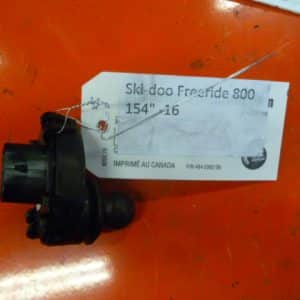 Ski-doo Freeride 800
154" -16
IMPRIMÉ AU CANADA